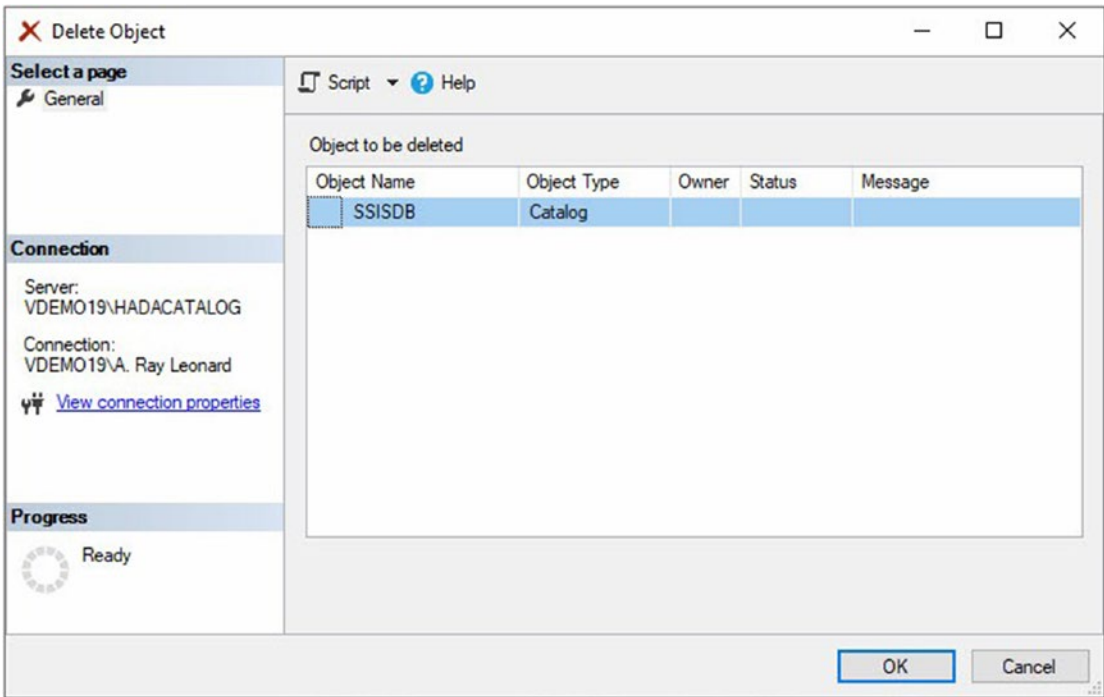 Delete Object
Select a page
General
Script Help
Object to be deleted
Object Name Object Type Owner Status Message
SSISDB Catalog
Connection
Server:
VDEMO19\HADACATALOG
Connection:
VDEMO19\A. Ray Leonard
View connection properties
Progress
Ready
OK Cancel